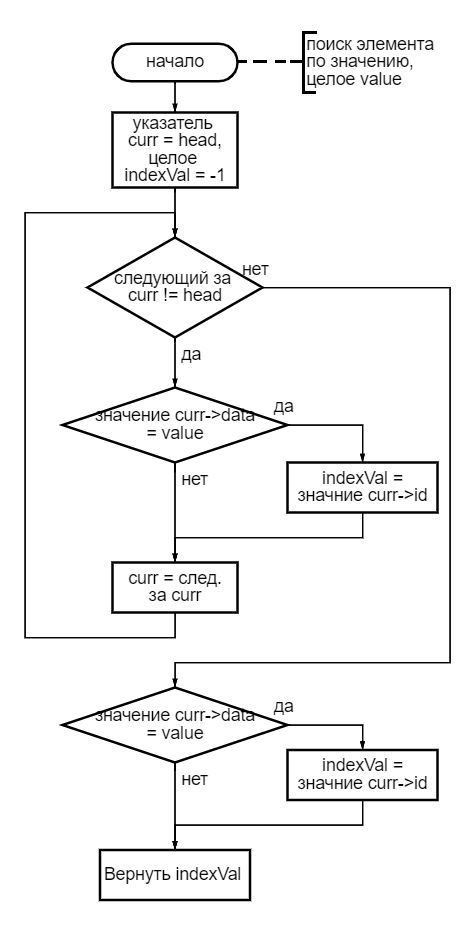 начало
поиск элемента
по значению,
целое value
указатель
curr = head,
целое
indexVal = -1
следующий за
curr != head
нет
да
значение curr->data
= value
да
нет
indexVal =
значние curr->id
curr = след.
за curr
значение curr->data
= value
да
нет
indexVal =
значние curr->id
Вернуть indexVal